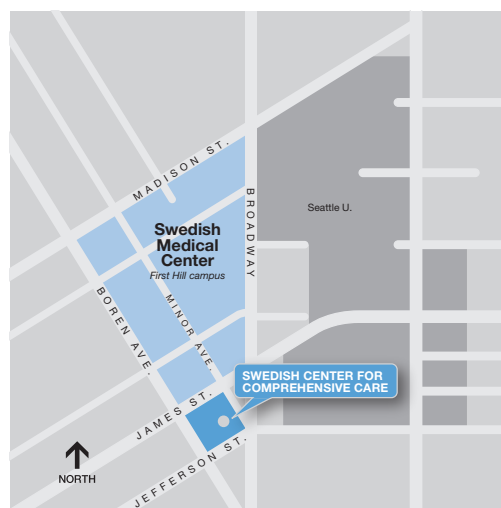 MADISON ST.
BROADWAY
Seattle U.
Swedish
Medical
Center
First Hill campus
BOREN AVE.
MINOR AVE.
SWEDISH CENTER FOR
COMPREHENSIVE CARE
JAMES ST.
JEFFERSON ST.
NORTH